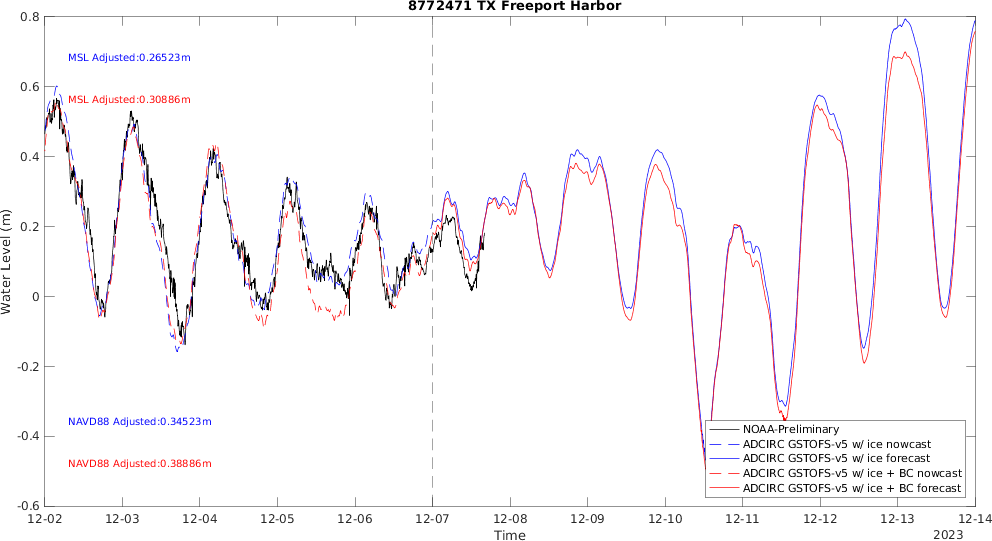 8772471 TX Freeport Harbor
MSL Adjusted:0.26523m
MSL Adjusted:0.30886m
NAVD88 Adjusted:0.34523m
NAVD88 Adjusted:0.38886m
Water Level (m)
0.8
0.6
0.4
0.2
0
-0.2
-0.4
-0.6
NOAA-Preliminary
ADCIRC GSTOFS-v5 w/ ice nowcast
ADCIRC GSTOFS-v5 w/ ice forecast
ADCIRC GSTOFS-v5 w/ ice + BC nowcast
ADCIRC GSTOFS-v5 w/ ice + BC forecast
12-02 12-03 12-04 12-05 12-06 12-07 12-08 12-09 12-10 12-11 12-12 12-13 12-14
Time
2023